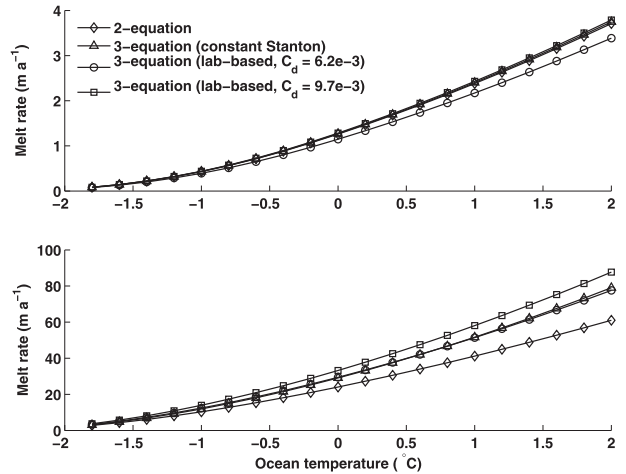 4
3
2
1
0
Melt rate (m a⁻¹)
2−equation
3−equation (constant Stanton)
3−equation (lab−based, C_d = 6.2e−3)
3−equation (lab−based, C_d = 9.7e−3)
−2 −1.5 −1 −0.5 0 0.5 1 1.5 2
100
80
60
40
20
0
Melt rate (m a⁻¹)
−2 −1.5 −1 −0.5 0 0.5 1 1.5 2
Ocean temperature ( °C)